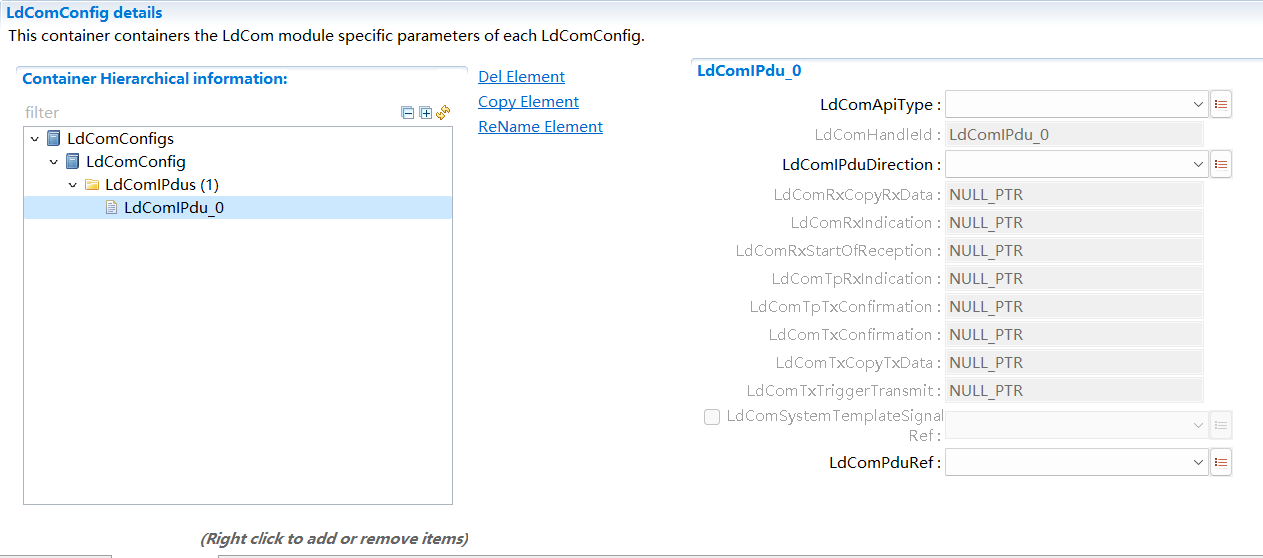 LdComConfig details
This container containers the LdCom module specific parameters of each LdComConfig.
Container Hierarchical information:
filter
LdComConfigs
LdComConfig
LdComIPdus (1)
LdComIPdu_0
(Right click to add or remove items)
Del Element
Copy Element
ReName Element
LdComIPdu_0
LdComApiType :
LdComHandleId : LdComIPdu_0
LdComIPduDirection :
LdComRxCopyRxData : NULL_PTR
LdComRxIndication : NULL_PTR
LdComRxStartOfReception : NULL_PTR
LdComTpRxIndication : NULL_PTR
LdComTpTxConfirmation : NULL_PTR
LdComTxConfirmation : NULL_PTR
LdComTxCopyTxData : NULL_PTR
LdComTxTriggerTransmit : NULL_PTR
LdComSystemTemplateSignal
Ref :
LdComPduRef :